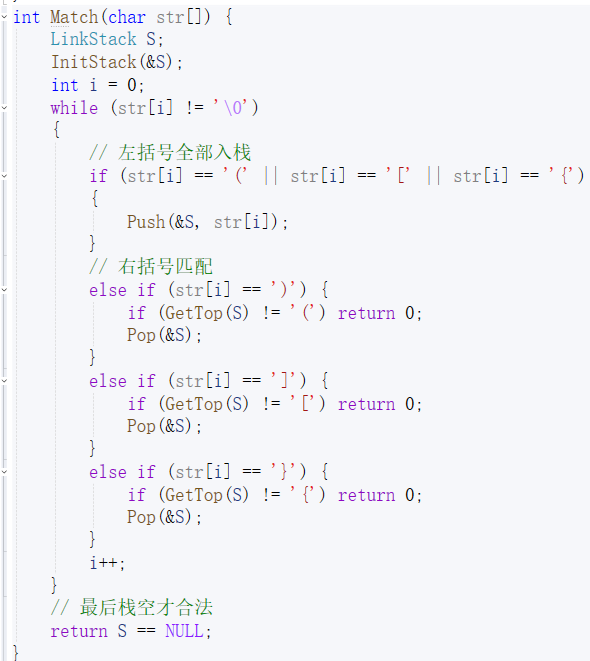 int Match(char str[]) {
    LinkStack S;
    InitStack(&S);
    int i = 0;
    while (str[i] != '\0')
    {
        // 左括号全部入栈
        if (str[i] == '(' || str[i] == '[' || str[i] == '{')
        {
            Push(&S, str[i]);
        }
        // 右括号匹配
        else if (str[i] == ')') {
            if (GetTop(S) != '(') return 0;
            Pop(&S);
        }
        else if (str[i] == ']') {
            if (GetTop(S) != '[') return 0;
            Pop(&S);
        }
        else if (str[i] == '}') {
            if (GetTop(S) != '{') return 0;
            Pop(&S);
        }
        i++;
    }
    // 最后栈空才合法
    return S == NULL;
}